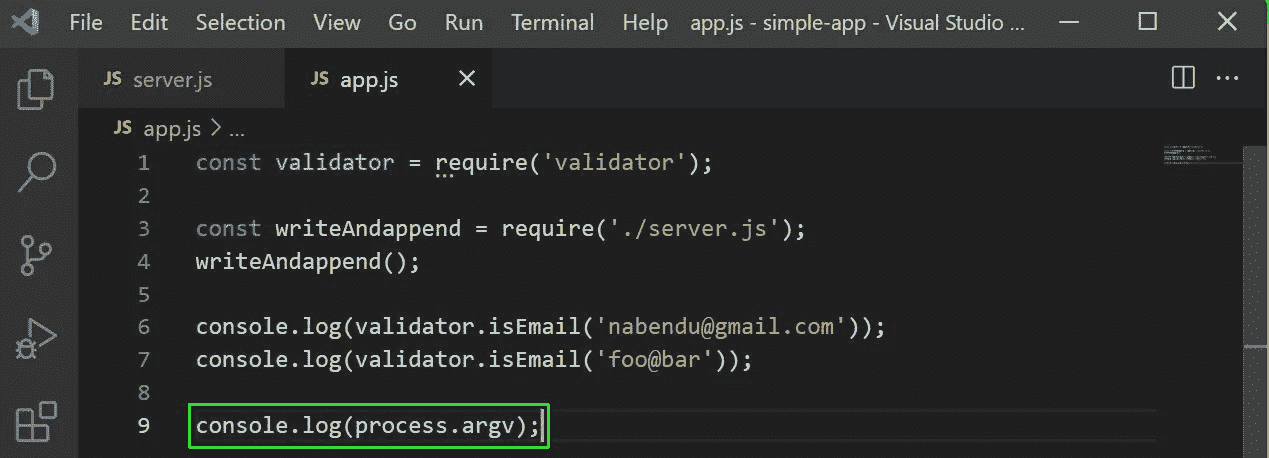 File Edit Selection View Go Run Terminal Help app.js - simple-app - Visual Studio ...
JS server.js JS app.js
JS app.js > ...
1 const validator = require('validator');
2
3 const writeAndappend = require('./server.js');
4 writeAndappend();
5
6 console.log(validator.isEmail('nabendu@gmail.com'));
7 console.log(validator.isEmail('foo@bar'));
8
9 console.log(process.argv);